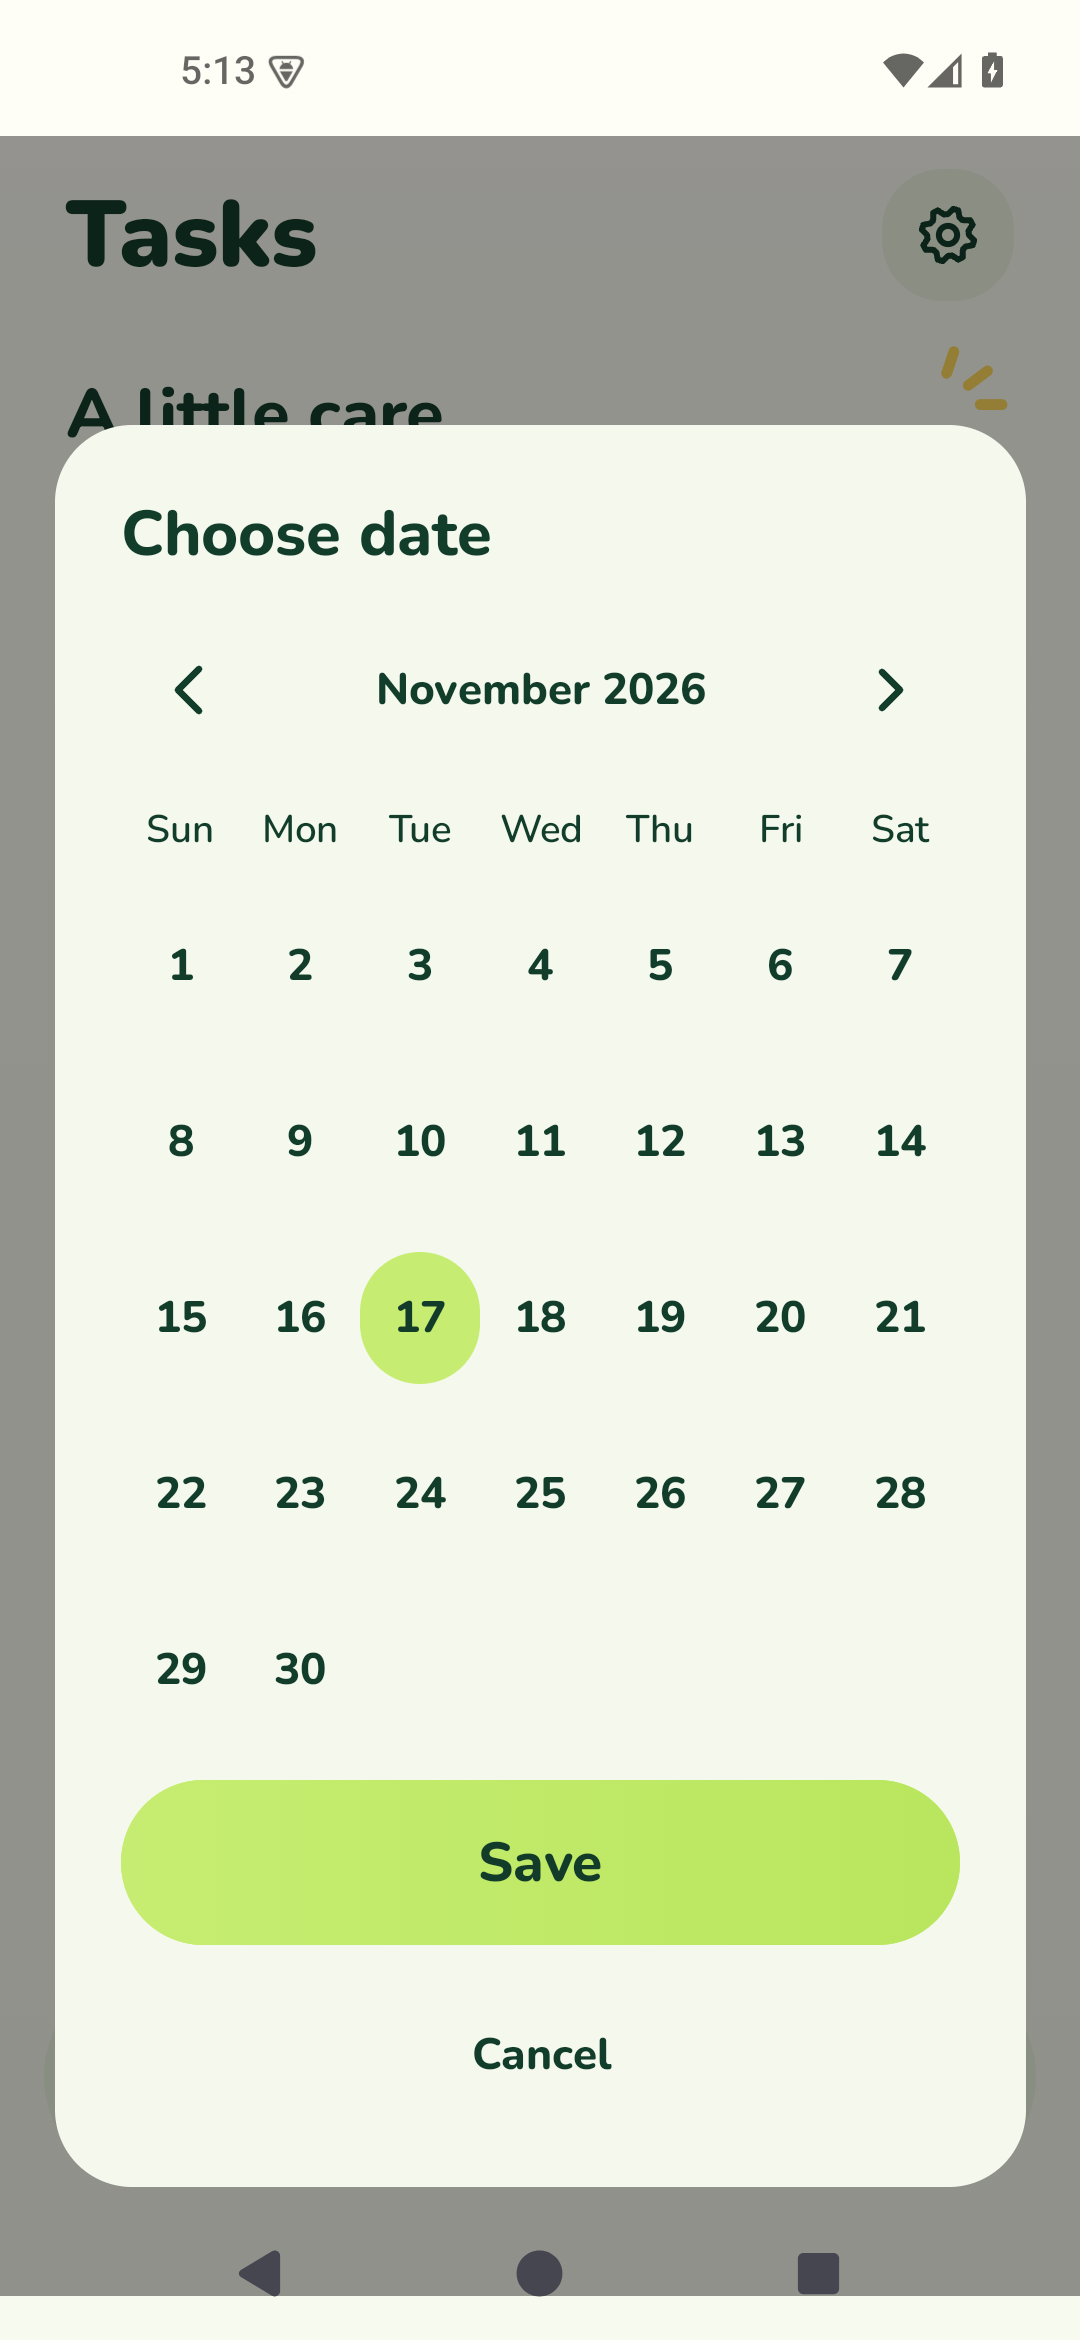 5:13
Tasks
A little care
Choose date
November 2026
Sun Mon Tue Wed Thu Fri Sat
1 2 3 4 5 6 7
8 9 10 11 12 13 14
15 16 17 18 19 20 21
22 23 24 25 26 27 28
29 30
Save
Cancel